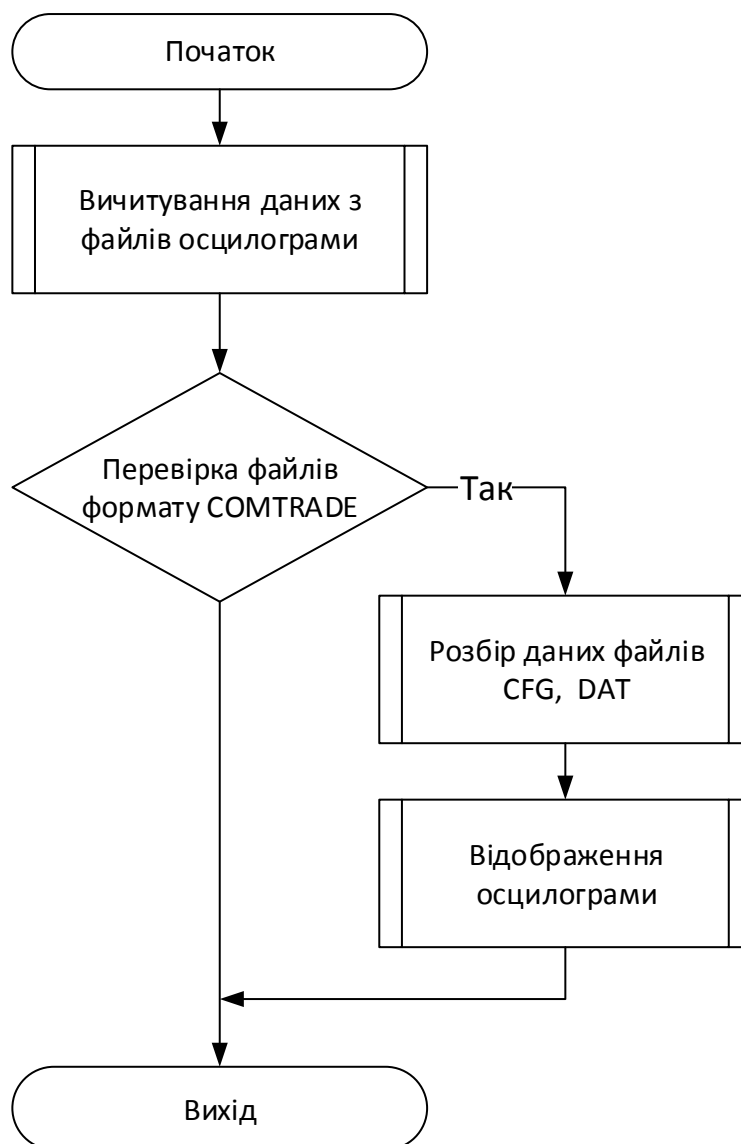 Початок
Вичитування даних з
файлів осцилограми
Перевірка файлів
формату COMTRADE
Так
Розбір даних файлів
CFG, DAT
Відображення
осцилограми
Вихід